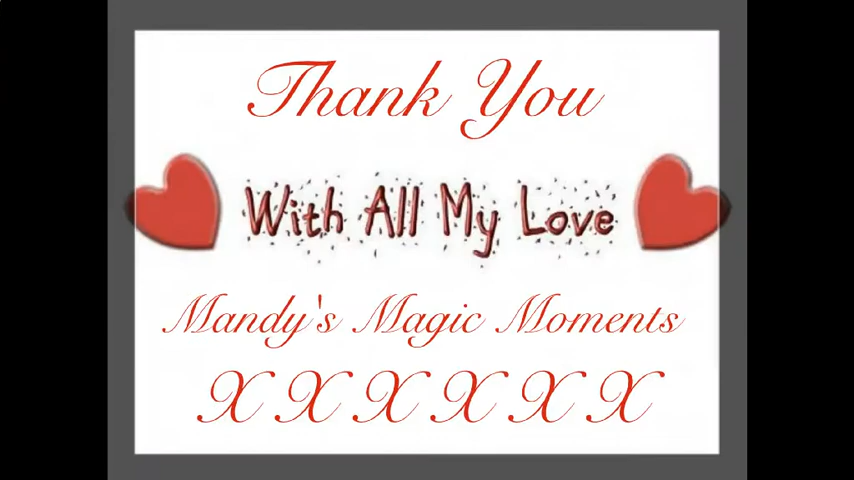 Thank You
With All My Love
Mandy's Magic Moments
X X X X X X